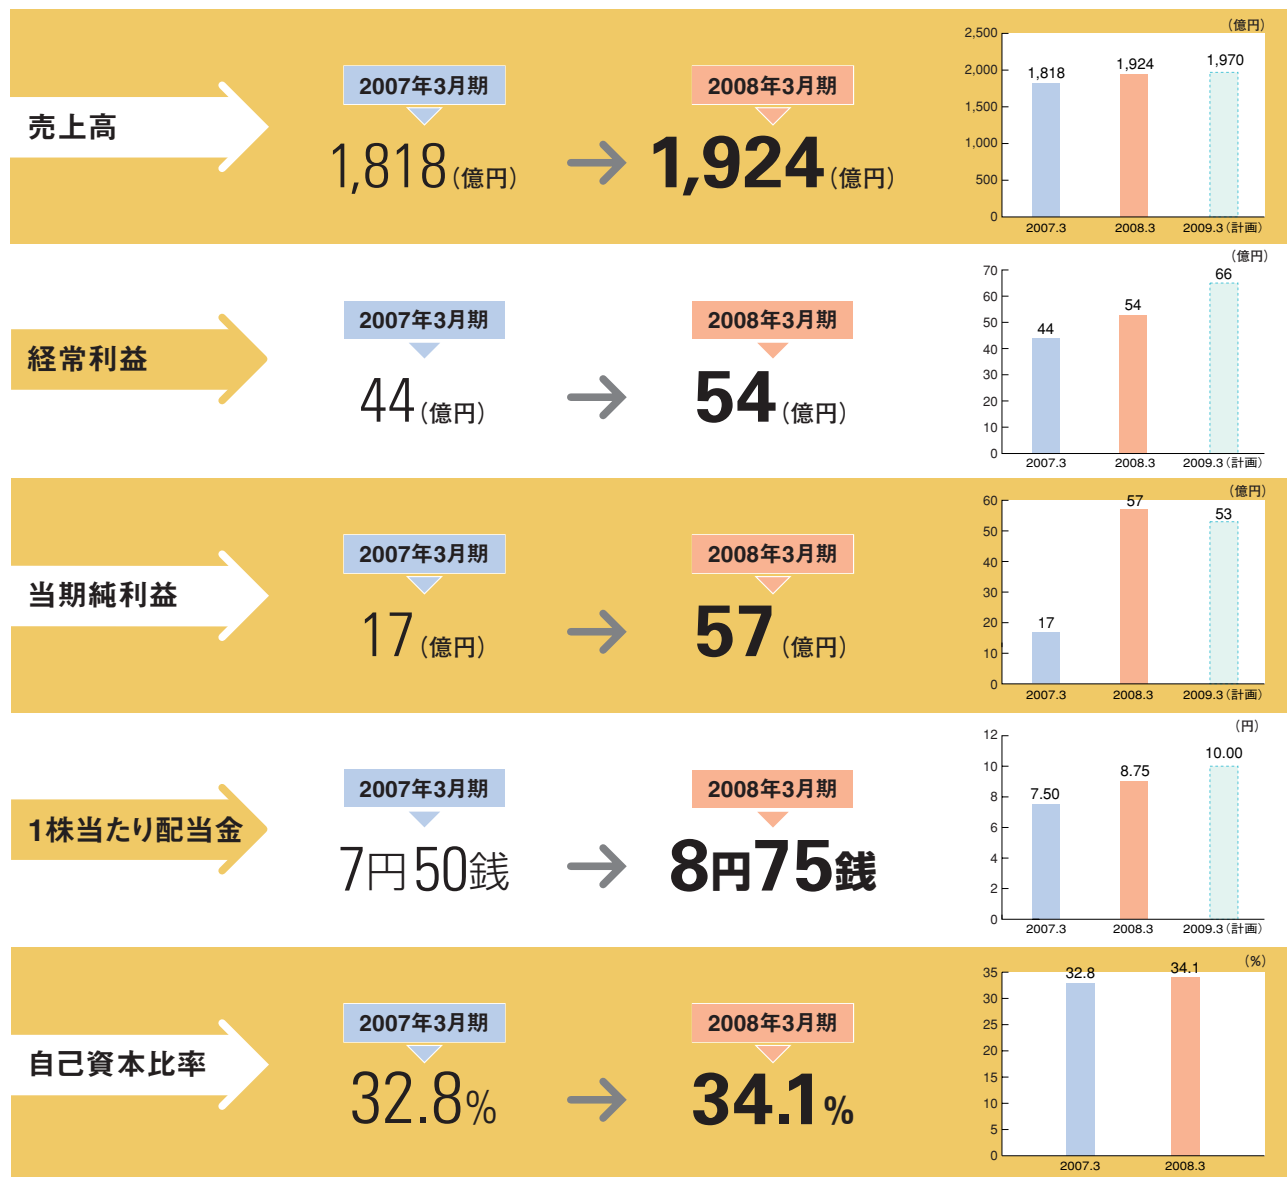 売上高
2007年3月期
1,818(億円)
2008年3月期
1,924(億円)
(億円)
2,500
2,000
1,500
1,000
500
0
1,818
1,924
1,970
2007.3
2008.3
2009.3(計画)
経常利益
2007年3月期
44(億円)
2008年3月期
54(億円)
(億円)
70
60
50
40
30
20
10
0
44
54
66
2007.3
2008.3
2009.3(計画)
当期純利益
2007年3月期
17(億円)
2008年3月期
57(億円)
(億円)
60
50
40
30
20
10
0
17
57
53
2007.3
2008.3
2009.3(計画)
1株当たり配当金
2007年3月期
7円50銭
2008年3月期
8円75銭
(円)
12
10
8
6
4
2
0
7.50
8.75
10.00
2007.3
2008.3
2009.3(計画)
自己資本比率
2007年3月期
32.8%
2008年3月期
34.1%
(%)
35
30
25
20
15
10
5
0
32.8
34.1
2007.3
2008.3